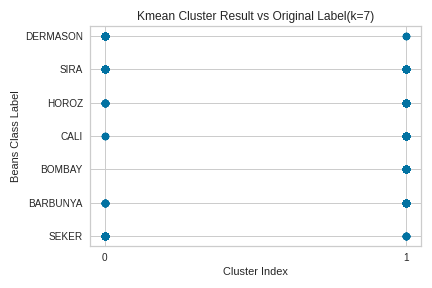 Kmean Cluster Result vs Original Label(k=7)
DERMASON
SIRA
HOROZ
CALI
BOMBAY
BARBUNYA
SEKER
Beans Class Label
0 1
Cluster Index